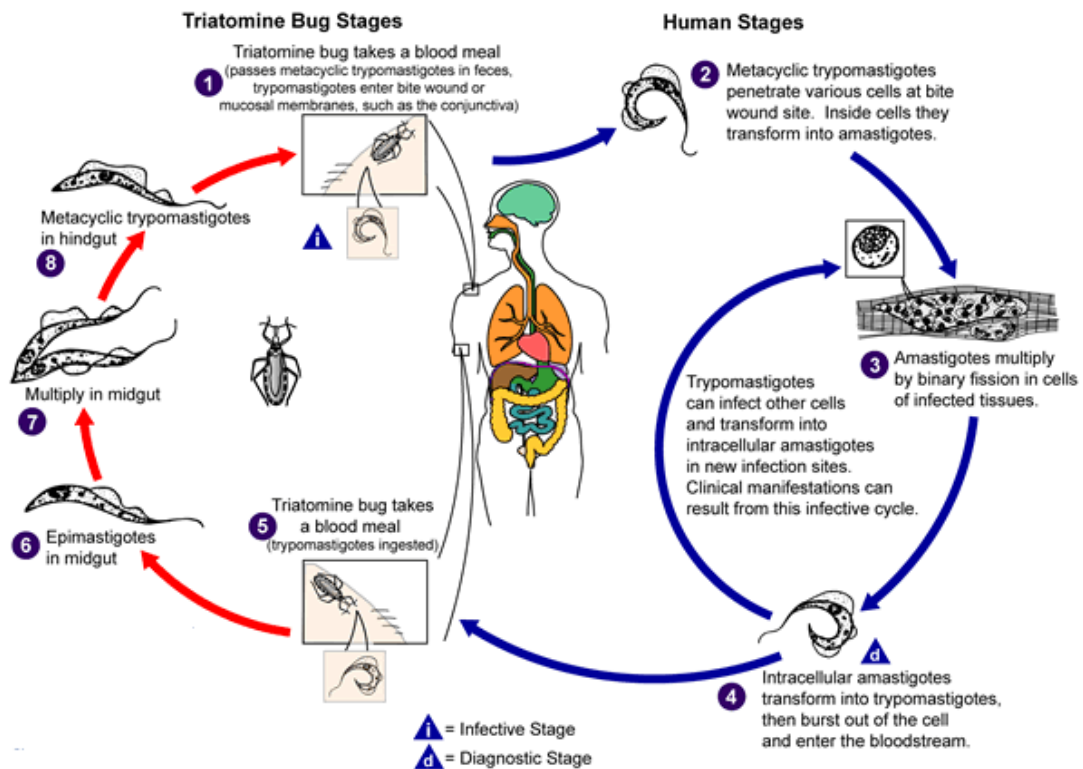 Triatomine Bug Stages
Human Stages
Triatomine bug takes a blood meal
1
(passes metacyclic trypomastigotes in feces,
trypomastigotes enter bite wound or
mucosal membranes, such as the conjunctiva)
i
2
Metacyclic trypomastigotes
penetrate various cells at bite
wound site. Inside cells they
transform into amastigotes.
3
Amastigotes multiply
by binary fission in cells
of infected tissues.
Trypomastigotes
can infect other cells
and transform into
intracellular amastigotes
in new infection sites.
Clinical manifestations can
result from this infective cycle.
d
4
Intracellular amastigotes
transform into trypomastigotes,
then burst out of the cell
and enter the bloodstream.
5
Triatomine bug takes
a blood meal
(trypomastigotes ingested)
6
Epimastigotes
in midgut
Multiply in midgut
7
Metacyclic trypomastigotes
in hindgut
8
i = Infective Stage
d = Diagnostic Stage